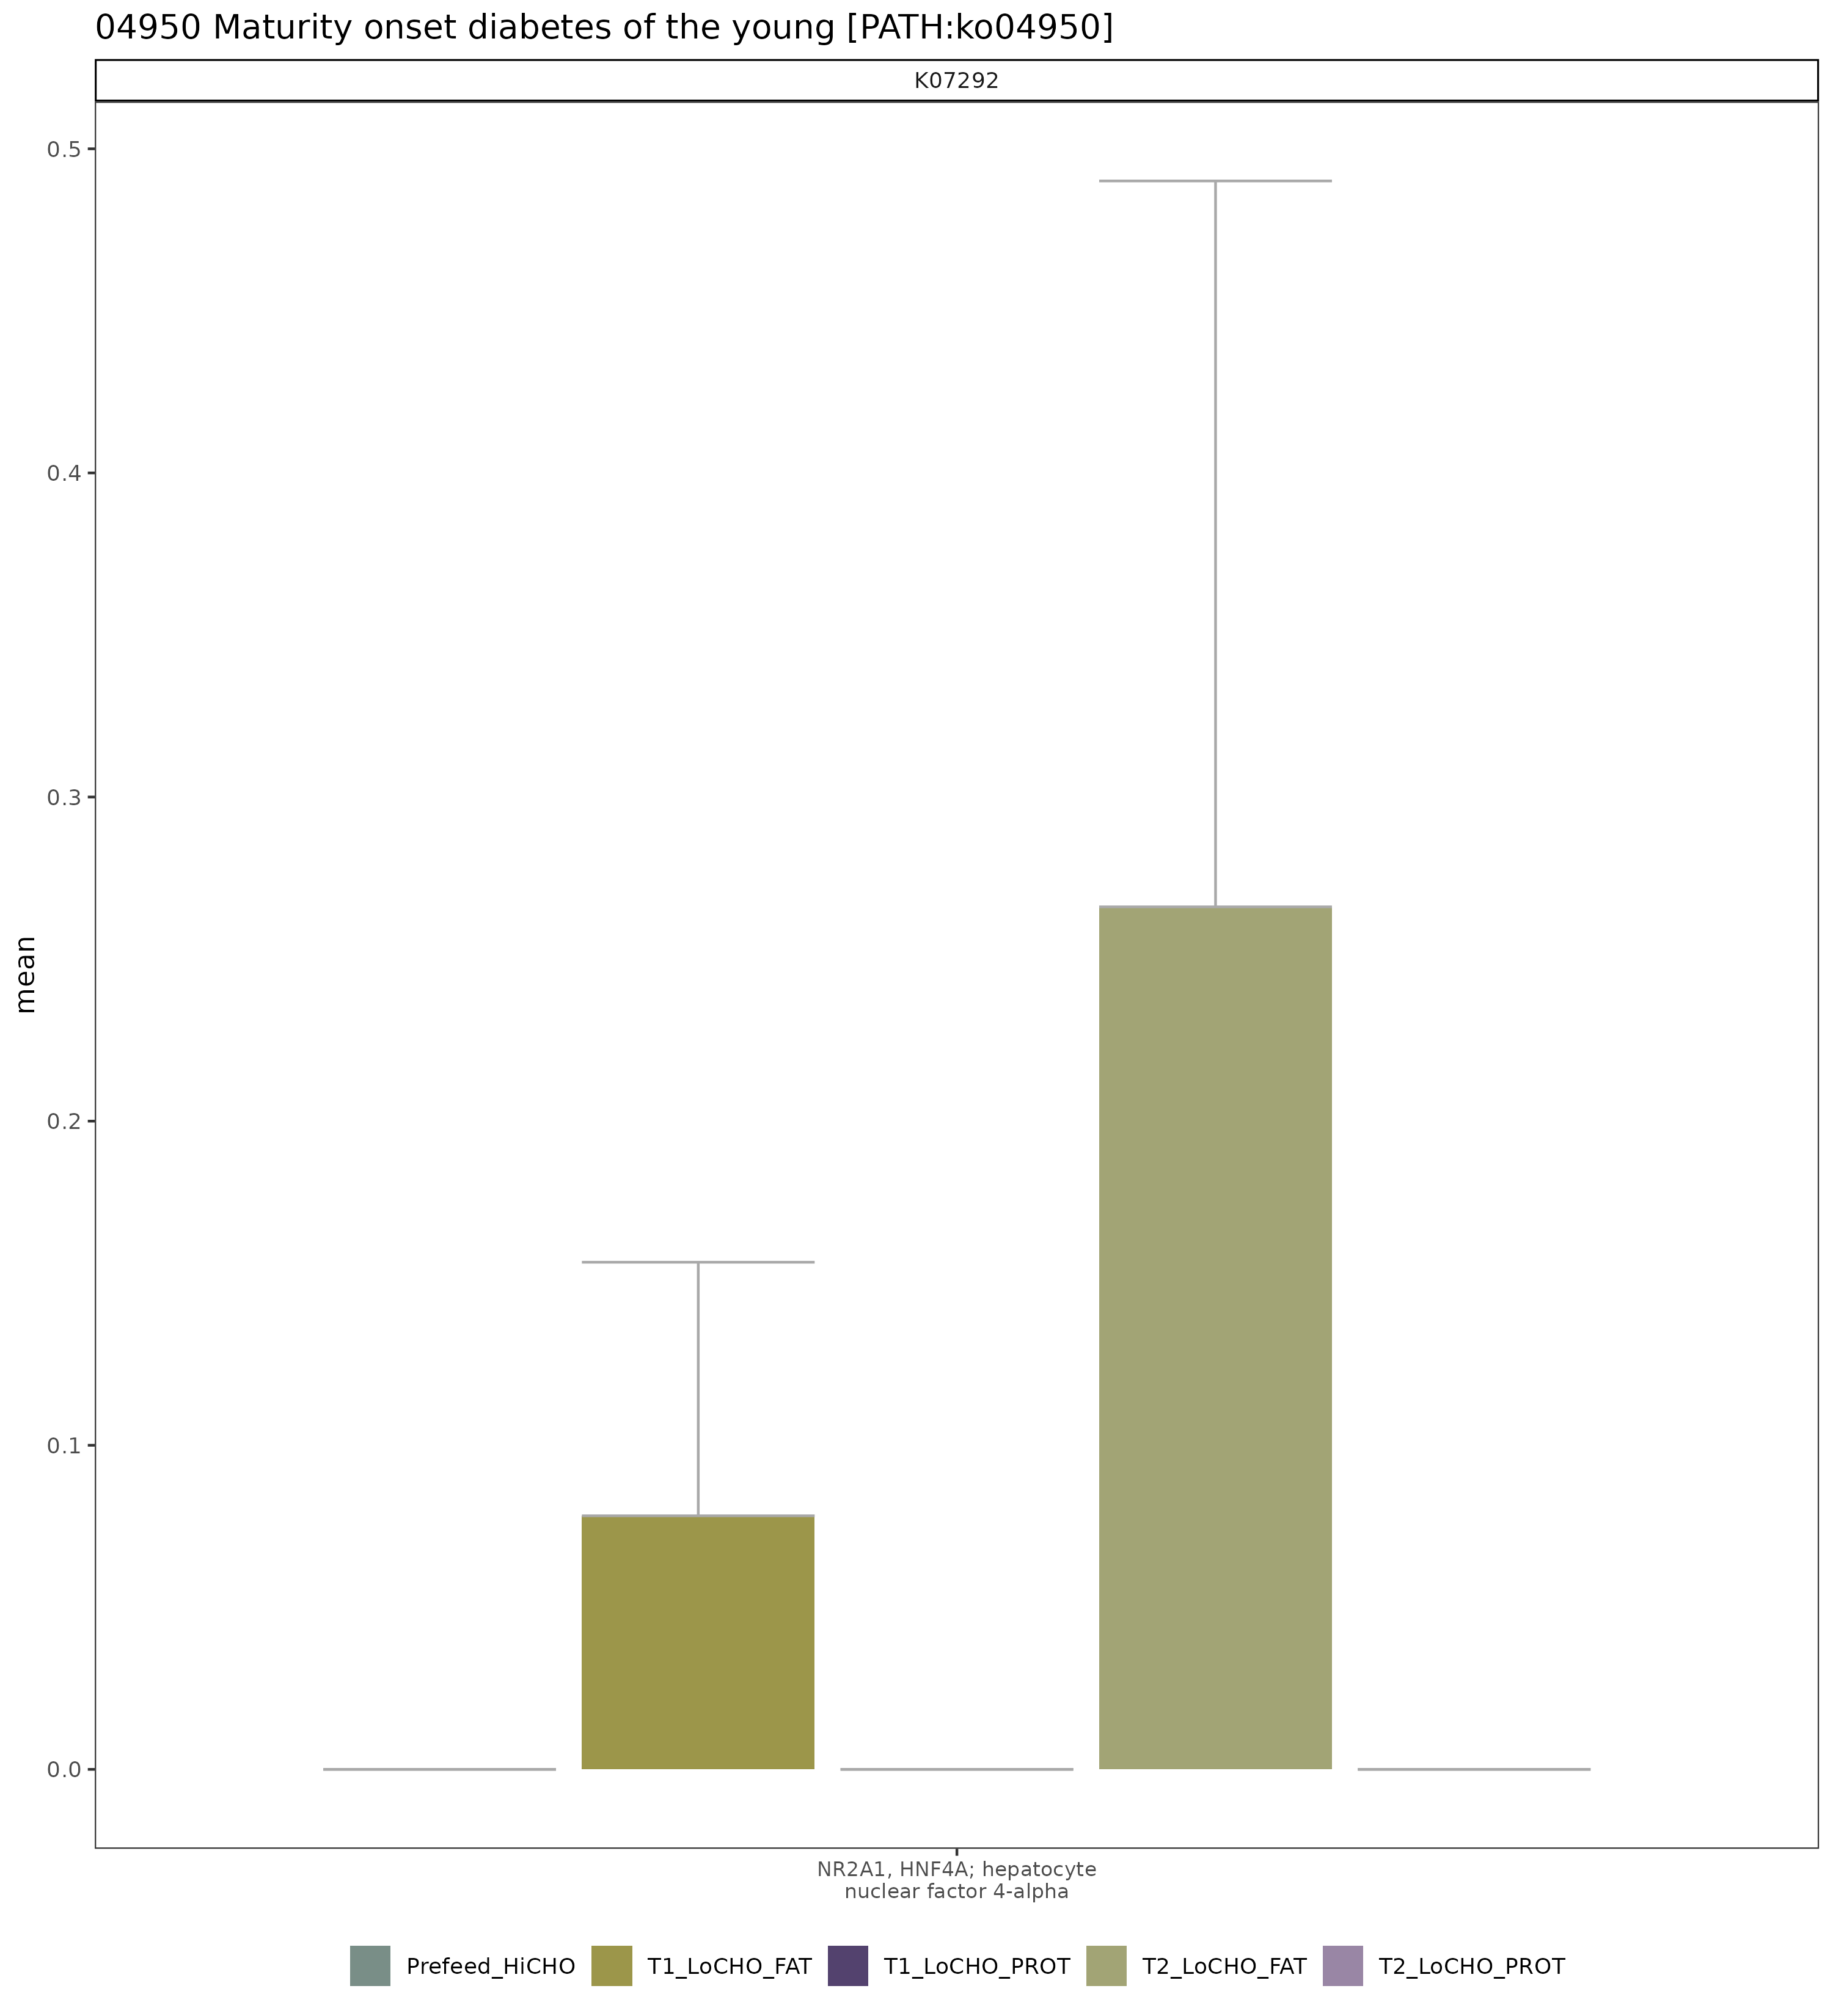 04950 Maturity onset diabetes of the young [PATH:ko04950]
K07292
0.5
0.4
0.3
0.2
0.1
0.0
mean
NR2A1, HNF4A; hepatocyte
nuclear factor 4-alpha
Prefeed_HiCHO T1_LoCHO_FAT T1_LoCHO_PROT T2_LoCHO_FAT T2_LoCHO_PROT